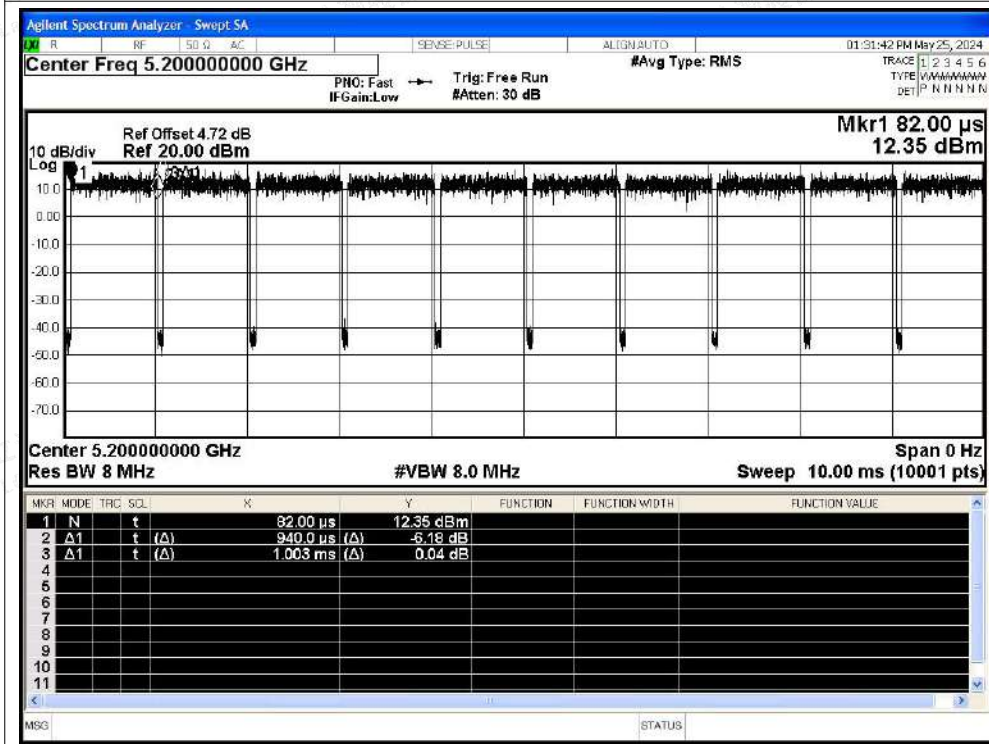 Agilent Spectrum Analyzer - Swept SA
LXI R RF 50 Ω AC SENSE:PULSE ALIGNAUTO 01:31:42 PM May 25, 2024
Center Freq 5.200000000 GHz #Avg Type: RMS TRACE 1 2 3 4 5 6
PNO: Fast Trig: Free Run TYPE
IFGain:Low #Atten: 30 dB DET P N N N N N
Mkr1 82.00 µs
Ref Offset 4.72 dB
10 dB/div Ref 20.00 dBm 12.35 dBm
Log
1
10.0
0.00
-10.0
-20.0
-30.0
-40.0
-50.0
-60.0
-70.0
Center 5.200000000 GHz Span 0 Hz
Res BW 8 MHz #VBW 8.0 MHz Sweep 10.00 ms (10001 pts)
MKR MODE TRC SCL X Y FUNCTION FUNCTION WIDTH FUNCTION VALUE
1 N t 82.00 µs 12.35 dBm
2 Δ1 t (Δ) 940.0 µs (Δ) -6.18 dB
3 Δ1 t (Δ) 1.003 ms (Δ) 0.04 dB
4
5
6
7
8
9
10
11
MSG STATUS